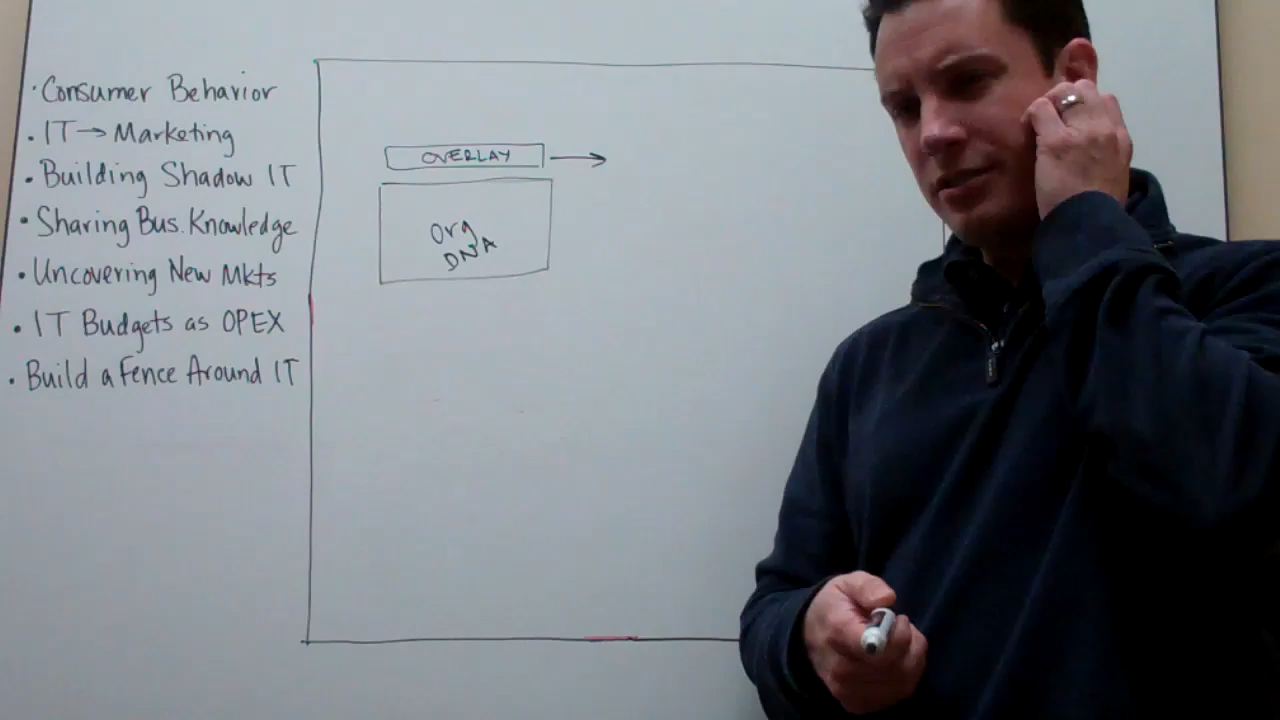 · Consumer Behavior
· IT → Marketing
· Building Shadow IT
· Sharing Bus. Knowledge
· Uncovering New Mkts
· IT Budgets as OPEX
· Build a Fence Around IT
OVERLAY →
Org
DNA